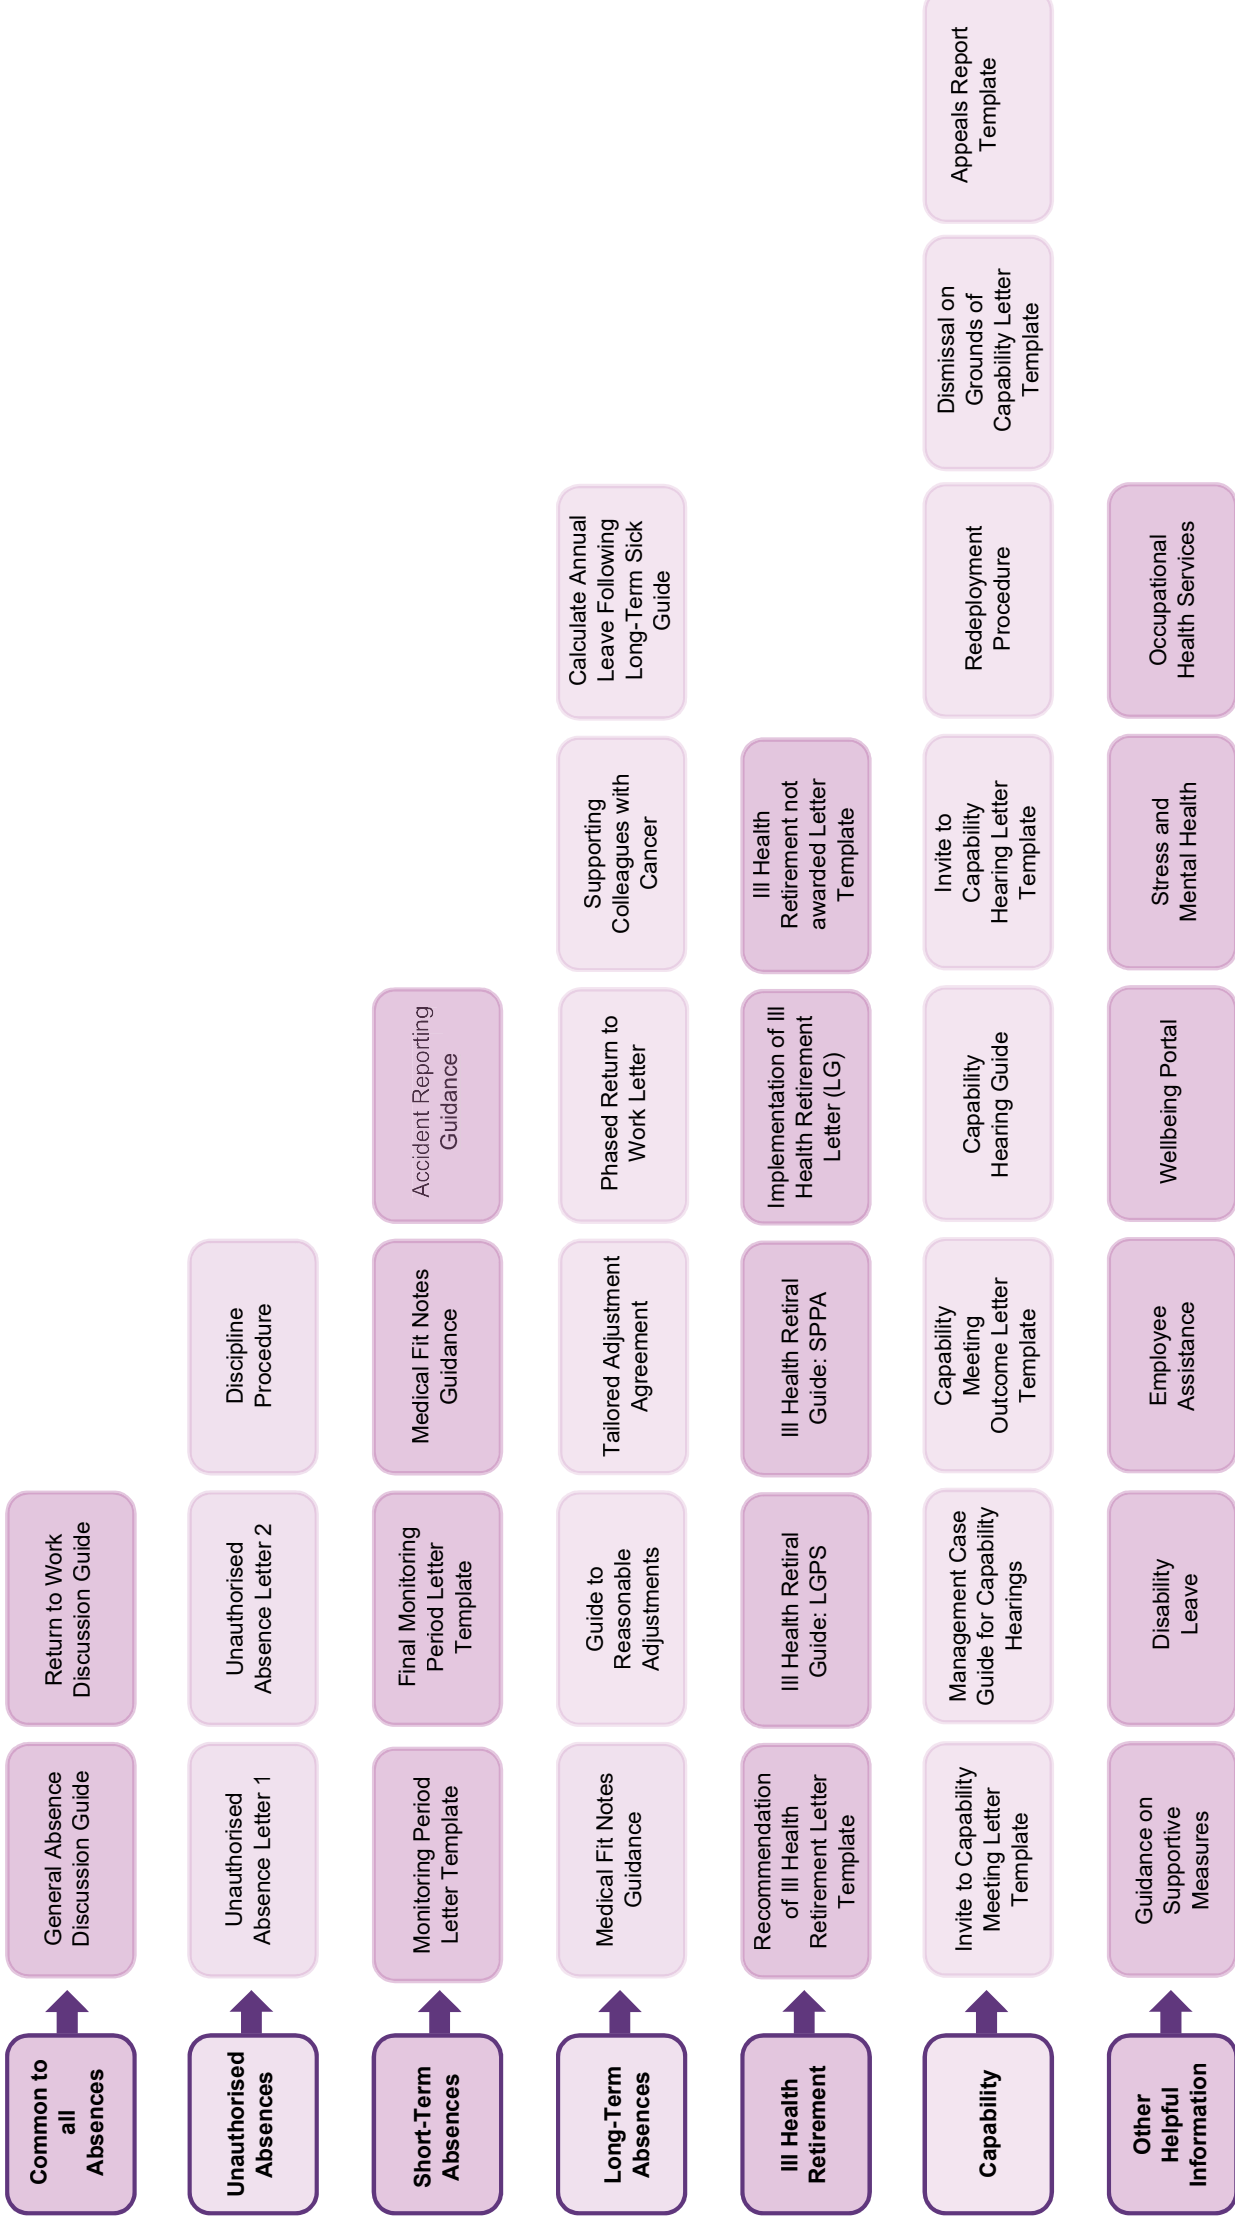 Common to
all
Absences
General Absence
Discussion Guide
Return to Work
Discussion Guide
Unauthorised
Absences
Unauthorised
Absence Letter 1
Unauthorised
Absence Letter 2
Discipline
Procedure
Short-Term
Absences
Monitoring Period
Letter Template
Final Monitoring
Period Letter
Template
Medical Fit Notes
Guidance
Accident Reporting
Guidance
Long-Term
Absences
Medical Fit Notes
Guidance
Guide to
Reasonable
Adjustments
Tailored Adjustment
Agreement
Phased Return to
Work Letter
Supporting
Colleagues with
Cancer
Calculate Annual
Leave Following
Long-Term Sick
Guide
Ill Health
Retirement
Recommendation
of Ill Health
Retirement Letter
Template
Ill Health Retiral
Guide: LGPS
Ill Health Retiral
Guide: SPPA
Implementation of Ill
Health Retirement
Letter (LG)
Ill Health
Retirement not
awarded Letter
Template
Capability
Invite to Capability
Meeting Letter
Template
Management Case
Guide for Capability
Hearings
Capability
Meeting
Outcome Letter
Template
Capability
Hearing Guide
Invite to
Capability
Hearing Letter
Template
Redeployment
Procedure
Dismissal on
Grounds of
Capability Letter
Template
Appeals Report
Template
Other
Helpful
Information
Guidance on
Supportive
Measures
Disability
Leave
Employee
Assistance
Wellbeing Portal
Stress and
Mental Health
Occupational
Health Services